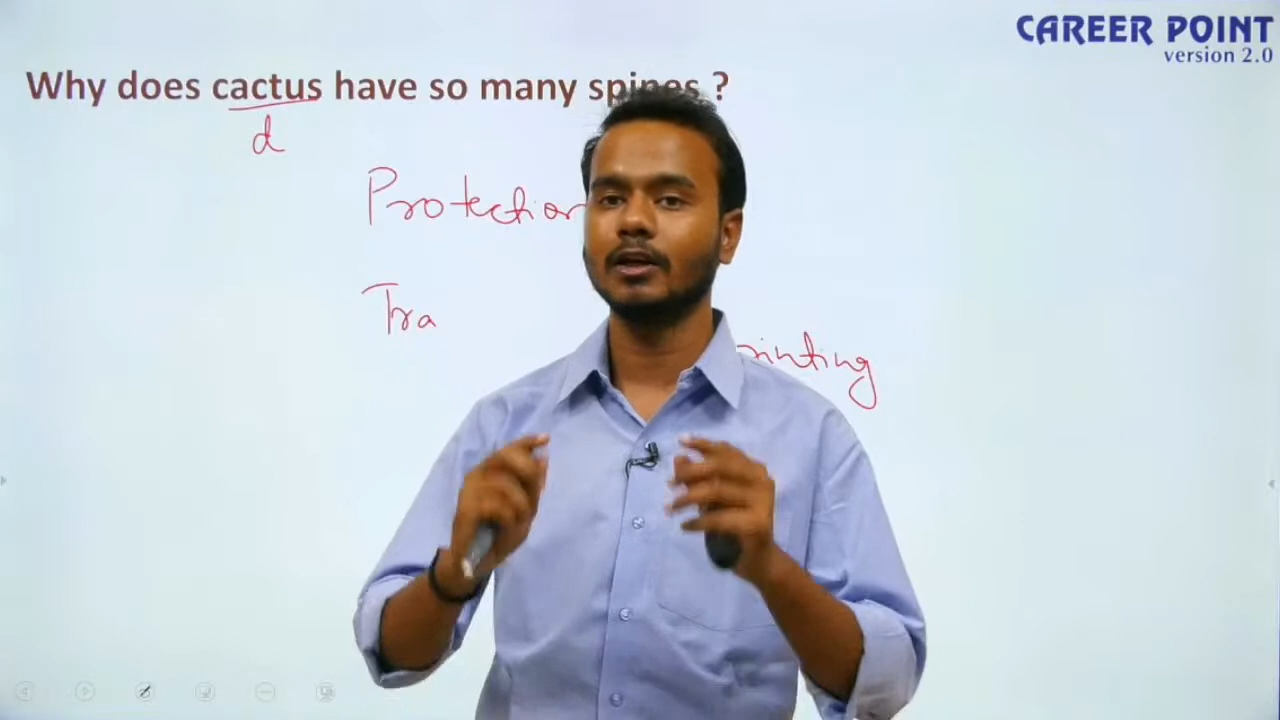 CAREER POINT
version 2.0
Why does cactus have so many spines ?
d
Protection
Tra